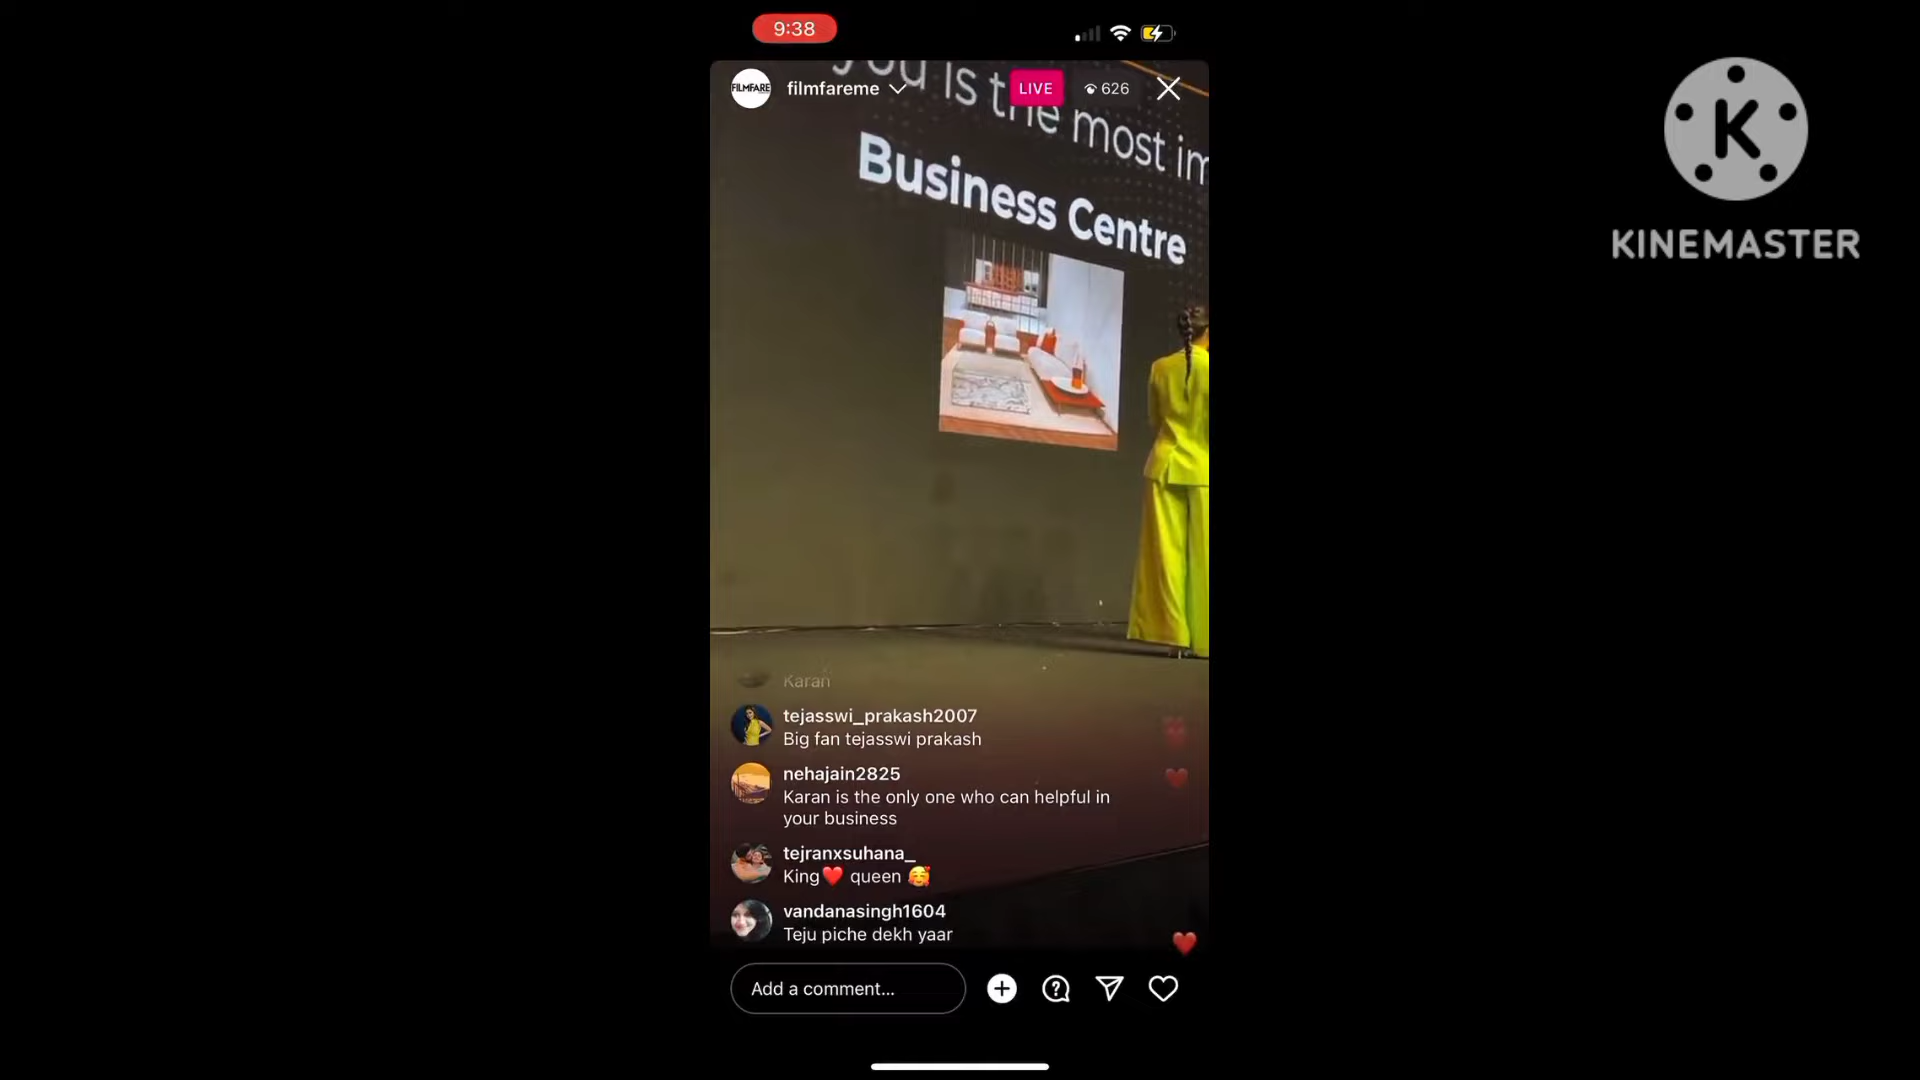 9:38
FILMFARE
filmfareme
LIVE
626
you is the most im
Business Centre
Karan
tejasswi_prakash2007
Big fan tejasswi prakash
nehajain2825
Karan is the only one who can helpful in
your business
tejranxsuhana_
King❤️ queen 🥰
vandanasingh1604
Teju piche dekh yaar
Add a comment...
K
KINEMASTER